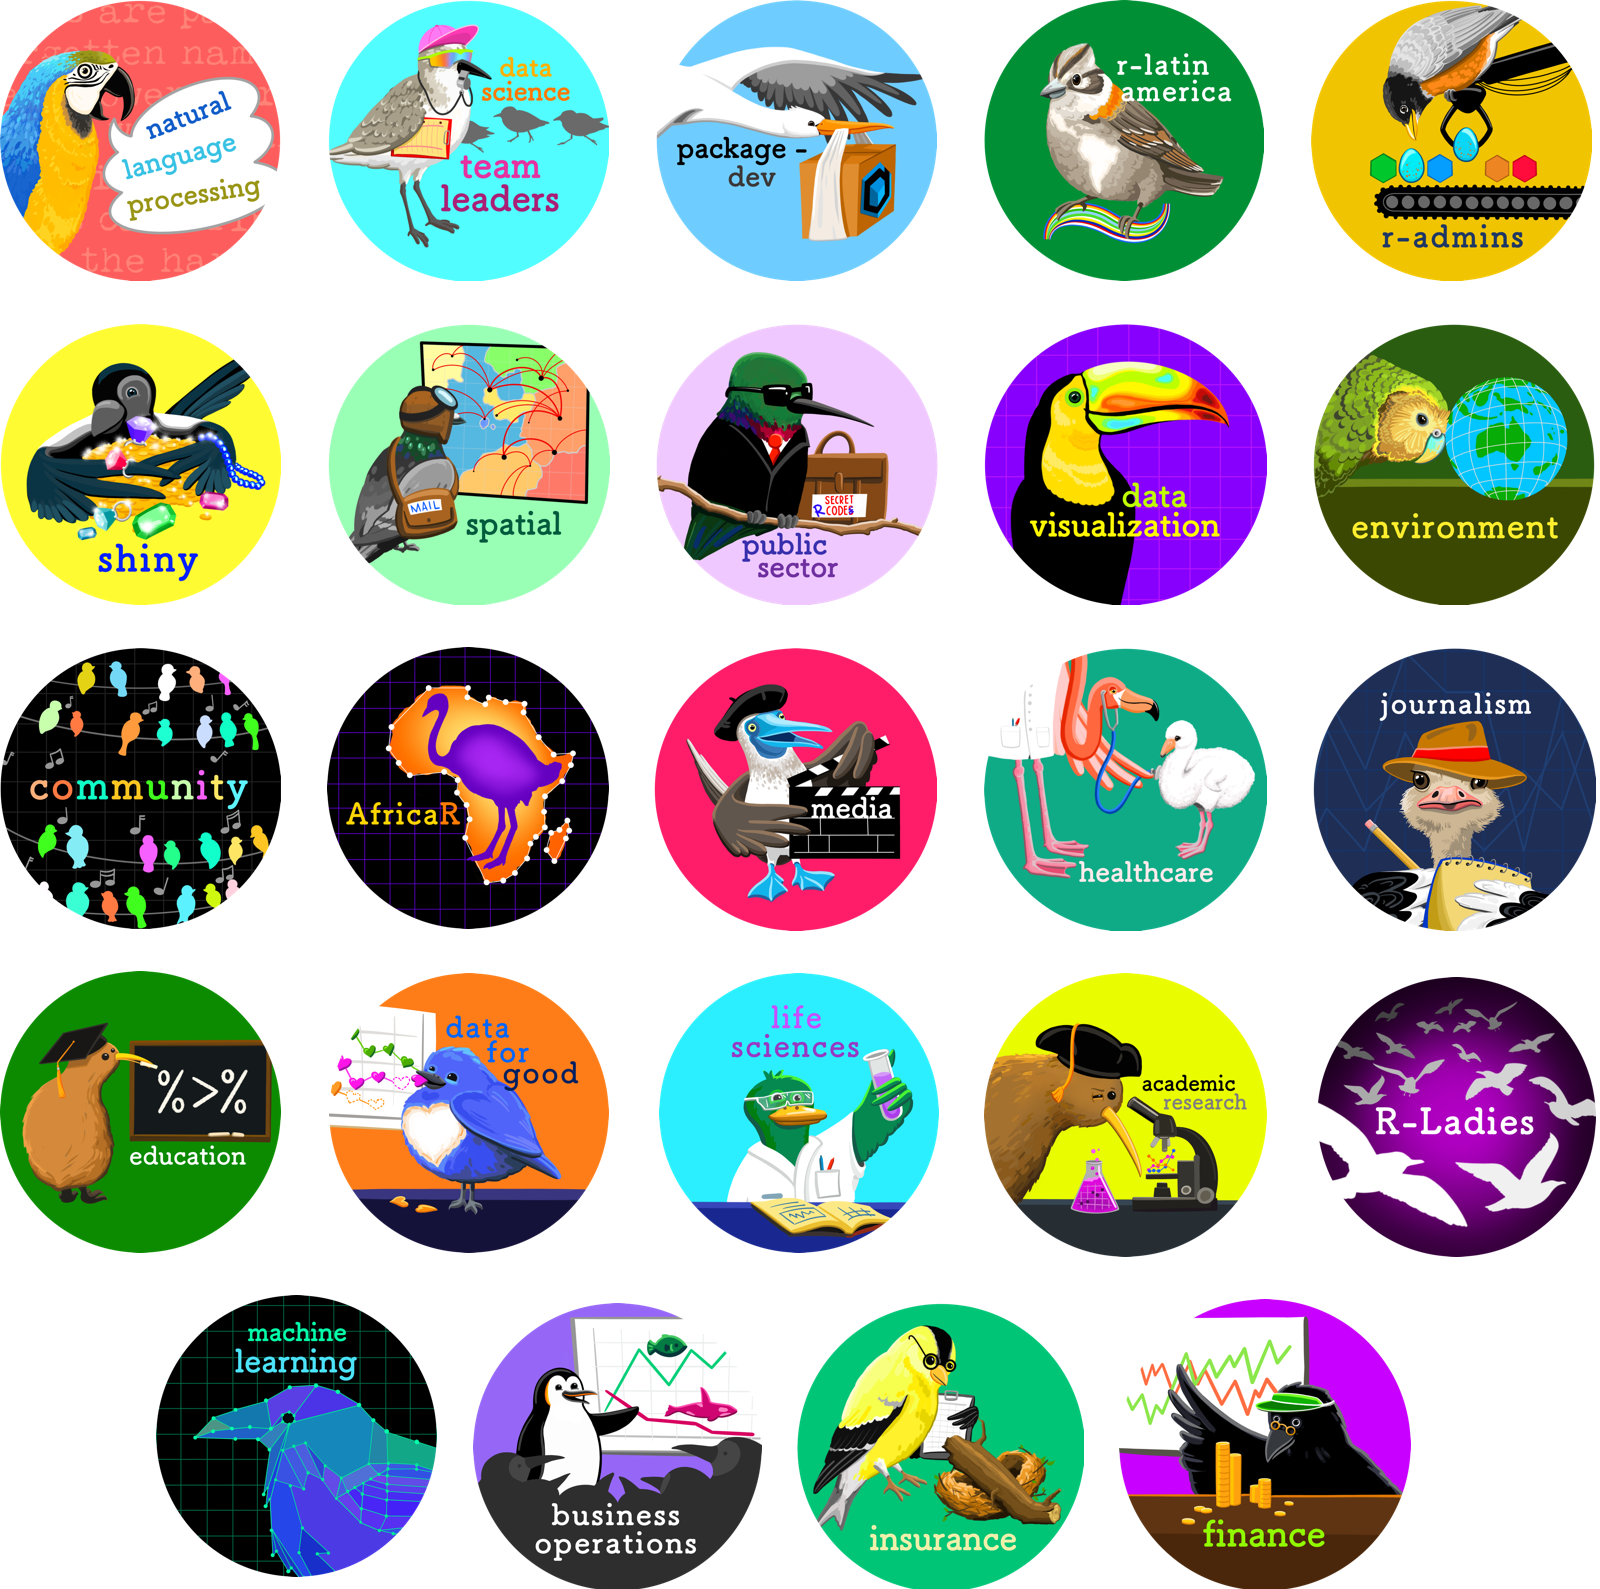 natural
language
processing
the ha
data
science
team
leaders
package -
dev
r-latin
america
r-admins
shiny
MAIL
spatial
SECRET
R CODES
public
sector
data
visualization
environment
community
AfricaR
media
healthcare
journalism
%>%
education
data
for
good
life
sciences
academic
research
R-Ladies
machine
learning
business
operations
insurance
finance